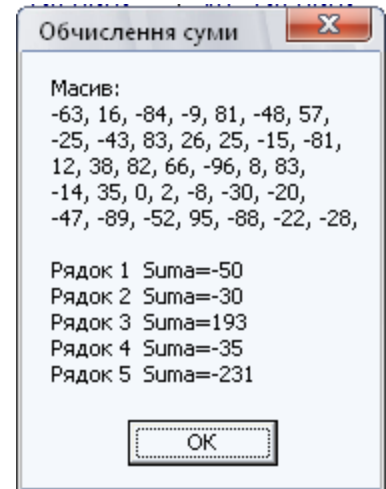 Обчислення суми
Масив:
-63, 16, -84, -9, 81, -48, 57,
-25, -43, 83, 26, 25, -15, -81,
12, 38, 82, 66, -96, 8, 83,
-14, 35, 0, 2, -8, -30, -20,
-47, -89, -52, 95, -88, -22, -28,
Рядок 1 Suma=-50
Рядок 2 Suma=-30
Рядок 3 Suma=193
Рядок 4 Suma=-35
Рядок 5 Suma=-231
ОК